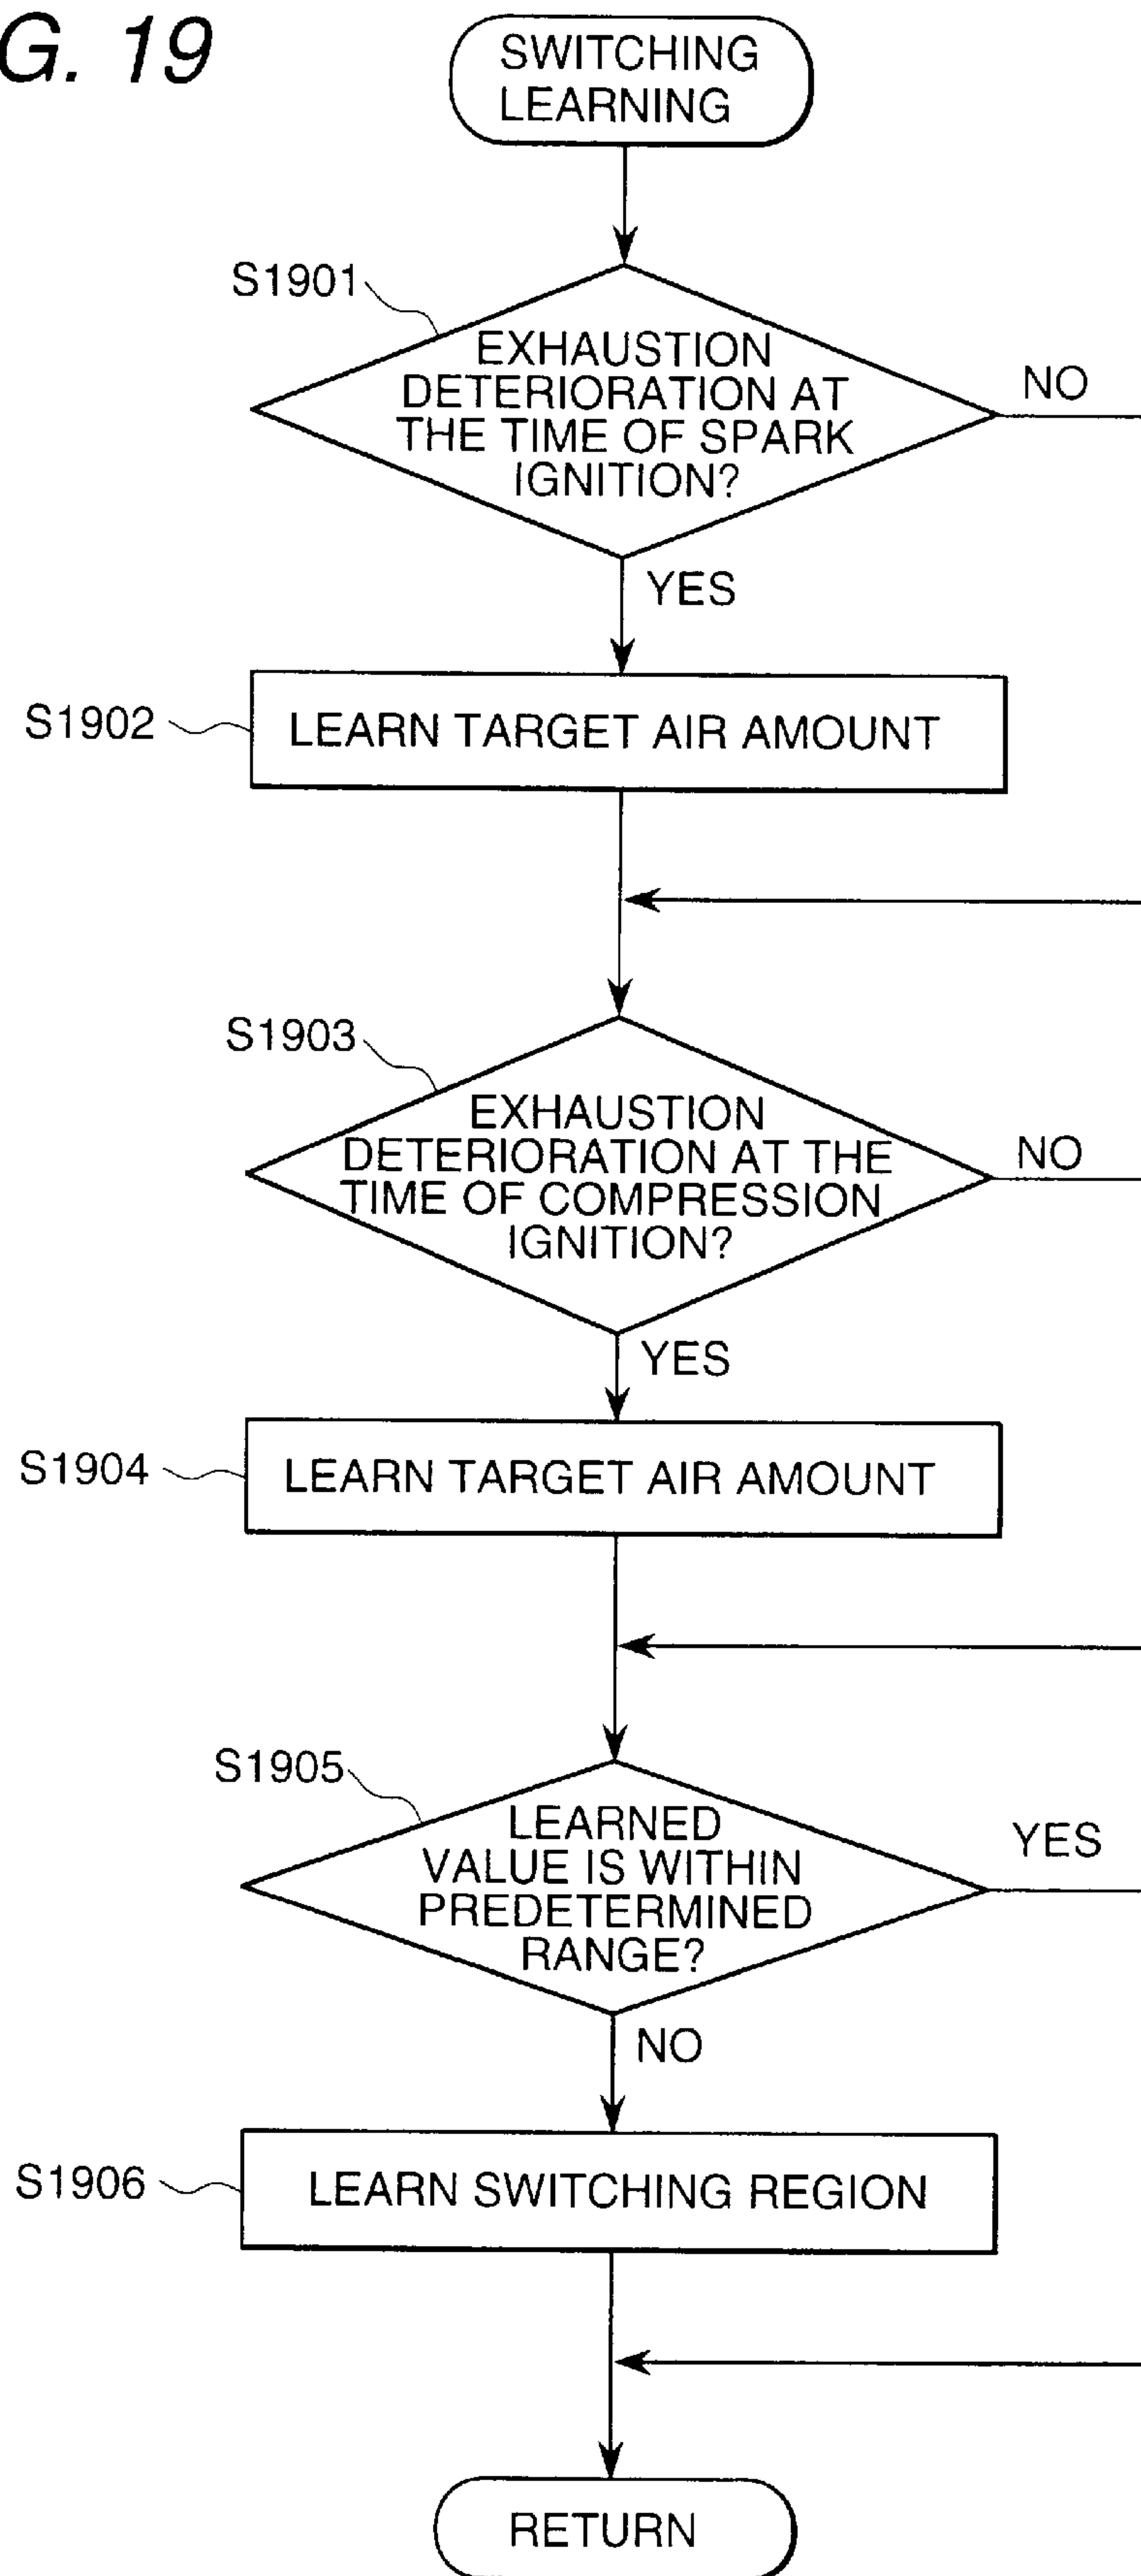 G. 19
SWITCHING
LEARNING
S1901
EXHAUSTION
DETERIORATION AT
THE TIME OF SPARK
IGNITION?
NO
YES
S1902
LEARN TARGET AIR AMOUNT
S1903
EXHAUSTION
DETERIORATION AT THE
TIME OF COMPRESSION
IGNITION?
NO
YES
S1904
LEARN TARGET AIR AMOUNT
S1905
LEARNED
VALUE IS WITHIN
PREDETERMINED
RANGE?
YES
NO
S1906
LEARN SWITCHING REGION
RETURN